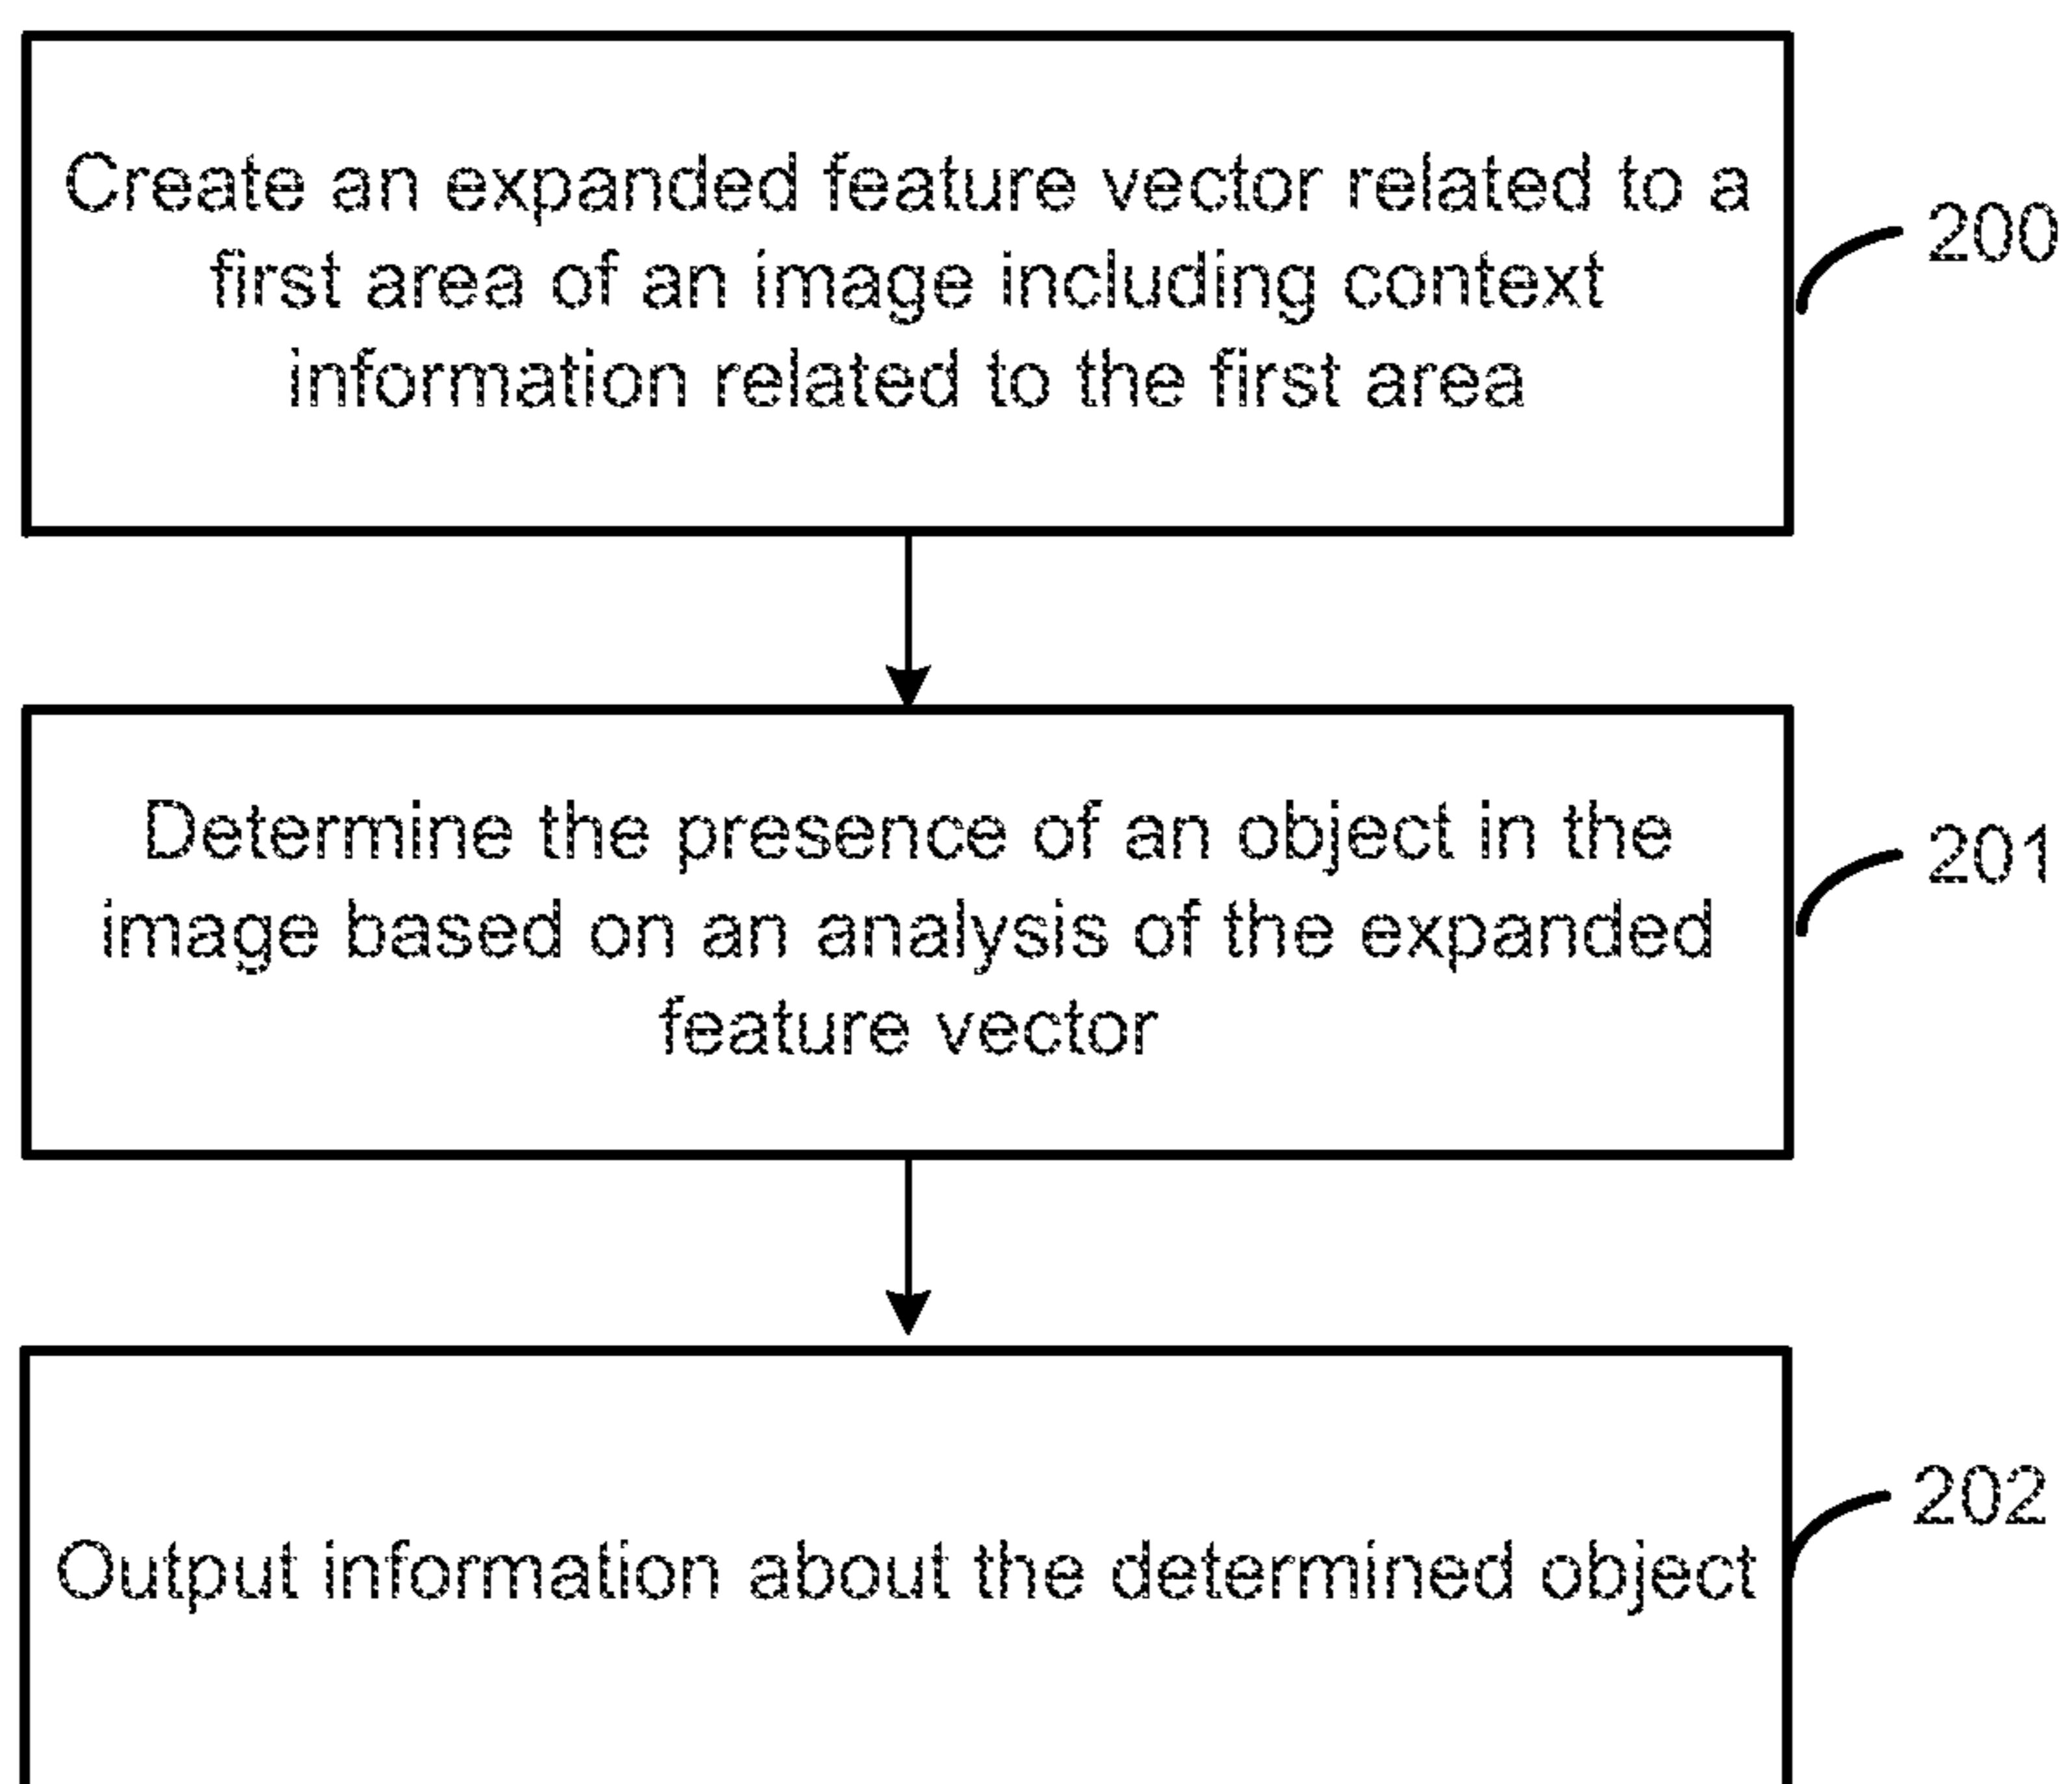 Create an expanded feature vector related to a
first area of an image including context
information related to the first area
200
Determine the presence of an object in the
image based on an analysis of the expanded
feature vector
201
Output information about the determined object
202